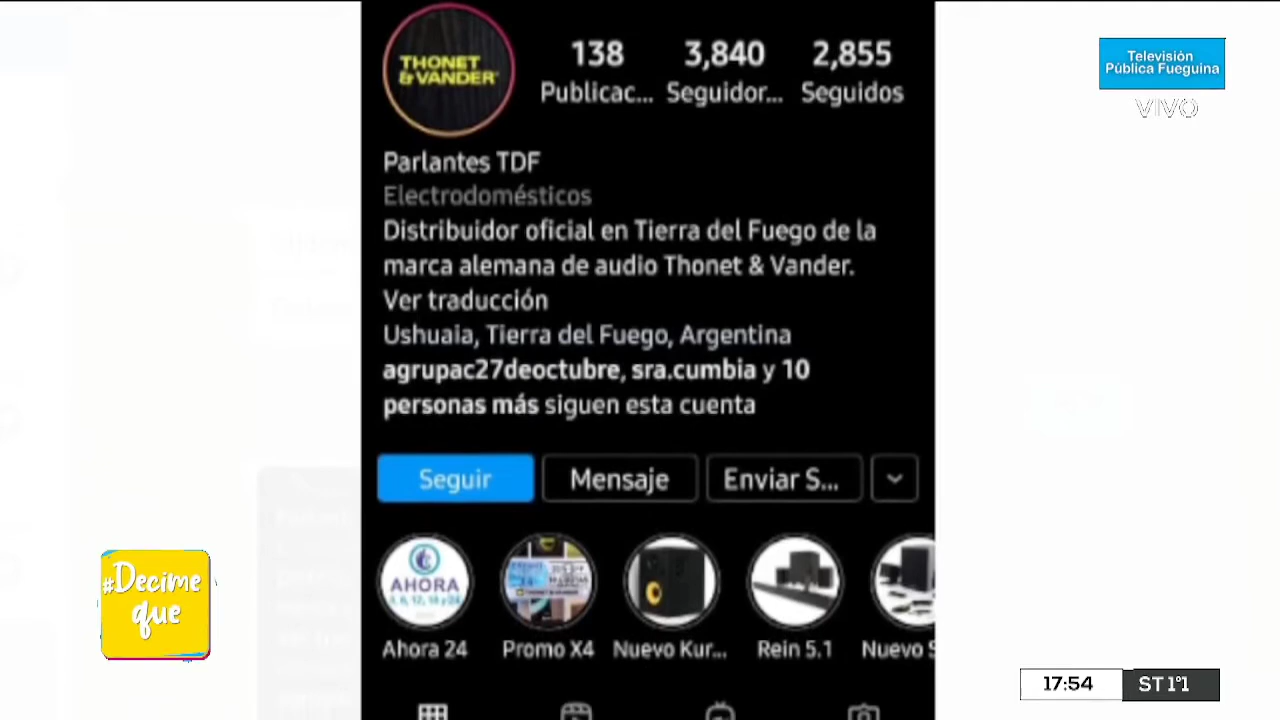 THONET
&VANDER
138
3,840
2,855
Publicac...
Seguidor...
Seguidos
Televisión
Pública Fueguina
VIVO
Parlantes TDF
Electrodomésticos
Distribuidor oficial en Tierra del Fuego de la
marca alemana de audio Thonet & Vander.
Ver traducción
Ushuaia, Tierra del Fuego, Argentina
agrupac27deoctubre, sra.cumbia y 10
personas más siguen esta cuenta
Seguir
Mensaje
Enviar S...
#Decime
que
AHORA
Ahora 24
Promo X4
Nuevo Kur...
Rein 5.1
Nuevo S
17:54
ST 1°1